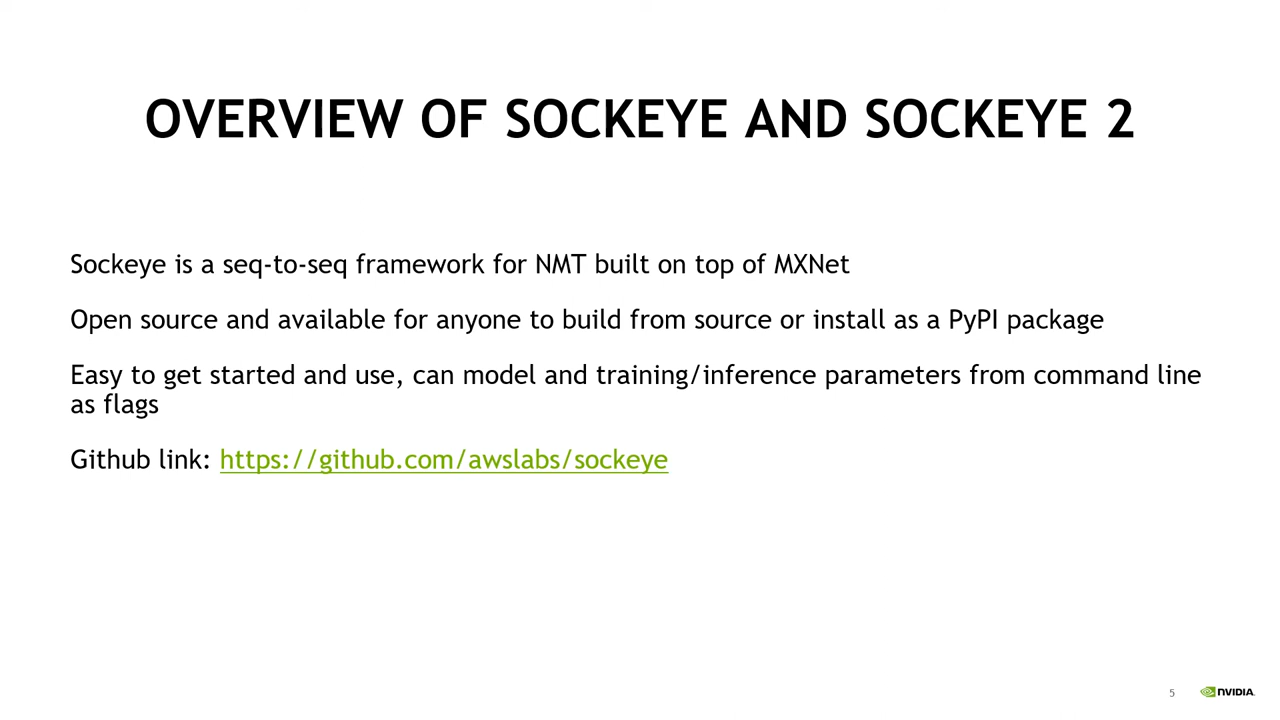 OVERVIEW OF SOCKEYE AND SOCKEYE 2
Sockeye is a seq-to-seq framework for NMT built on top of MXNet
Open source and available for anyone to build from source or install as a PyPI package
Easy to get started and use, can model and training/inference parameters from command line
as flags
Github link: https://github.com/awslabs/sockeye
5
NVIDIA.